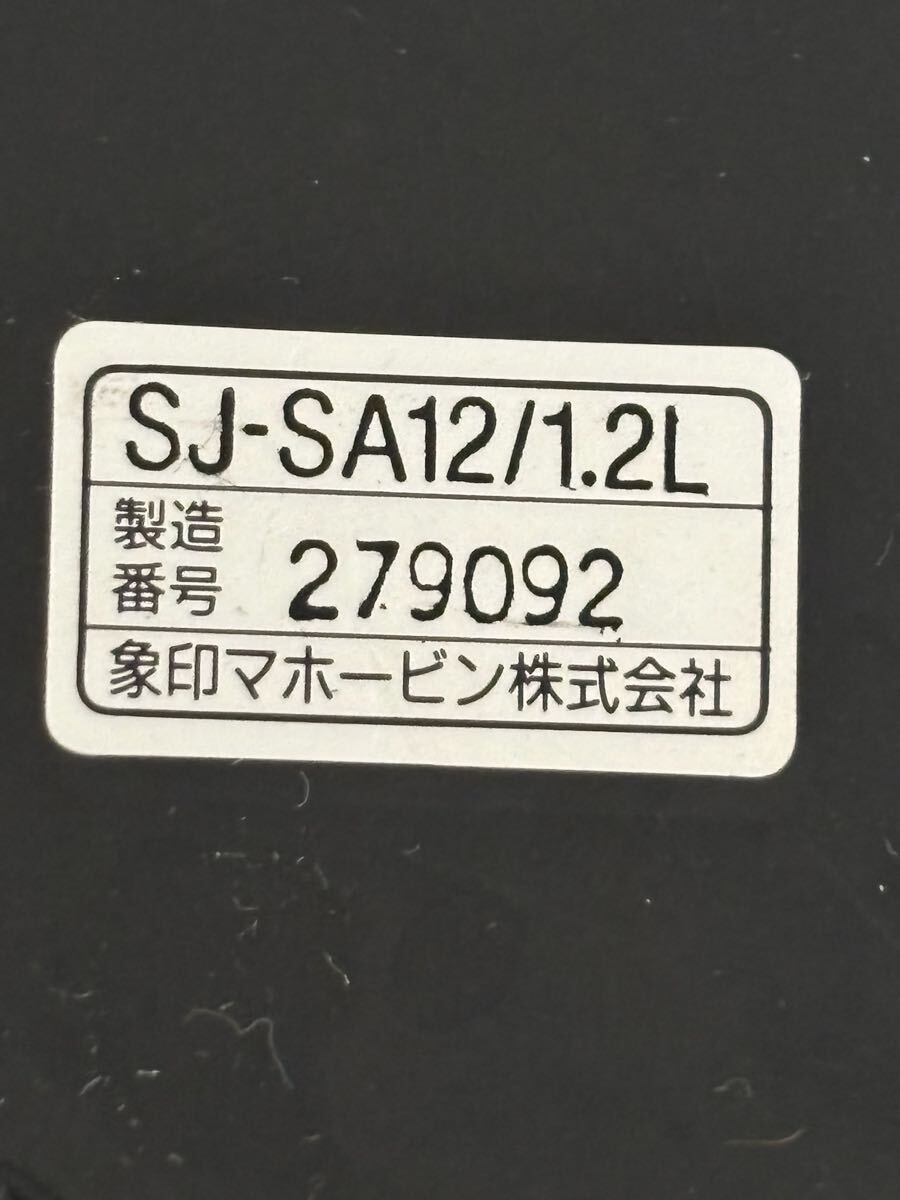 SJ-SA12/1.2L
製造
番号 279092
象印マホービン株式会社